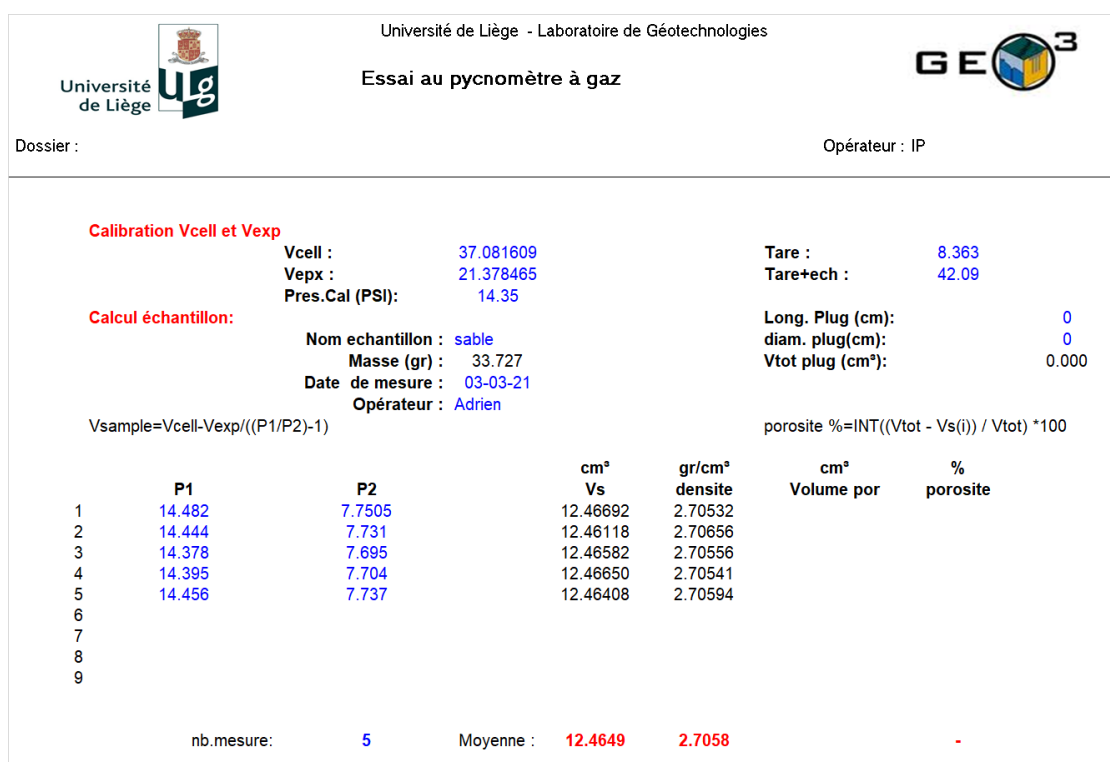 Université de Liège - Laboratoire de Géotechnologies
Université de Liège
ULg
Essai au pycnomètre à gaz
GEO³
Dossier :
Opérateur : IP
Calibration Vcell et Vexp
Vcell : 37.081609 Tare : 8.363
Vepx : 21.378465 Tare+ech : 42.09
Pres.Cal (PSI): 14.35
Calcul échantillon: Long. Plug (cm): 0
Nom echantillon : sable diam. plug(cm): 0
Masse (gr) : 33.727 Vtot plug (cm³): 0.000
Date de mesure : 03-03-21
Opérateur : Adrien
Vsample=Vcell-Vexp/((P1/P2)-1) porosite %=INT((Vtot - Vs(i)) / Vtot) *100
cm³ gr/cm³ cm³ %
P1 P2 Vs densite Volume por porosite
1 14.482 7.7505 12.46692 2.70532
2 14.444 7.731 12.46118 2.70656
3 14.378 7.695 12.46582 2.70556
4 14.395 7.704 12.46650 2.70541
5 14.456 7.737 12.46408 2.70594
6
7
8
9
nb.mesure: 5 Moyenne : 12.4649 2.7058 -